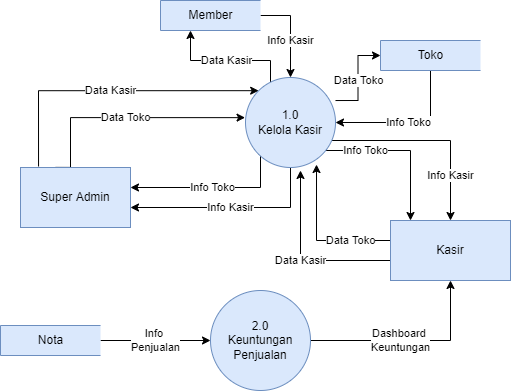 Member
Info Kasir
Toko
Data Kasir
Data Toko
Data Kasir
1.0
Kelola Kasir
Data Toko
Info Toko
Info Toko
Info Kasir
Super Admin
Info Toko
Info Kasir
Data Toko
Kasir
Data Kasir
Nota
Info
Penjualan
2.0
Keuntungan
Penjualan
Dashboard
Keuntungan